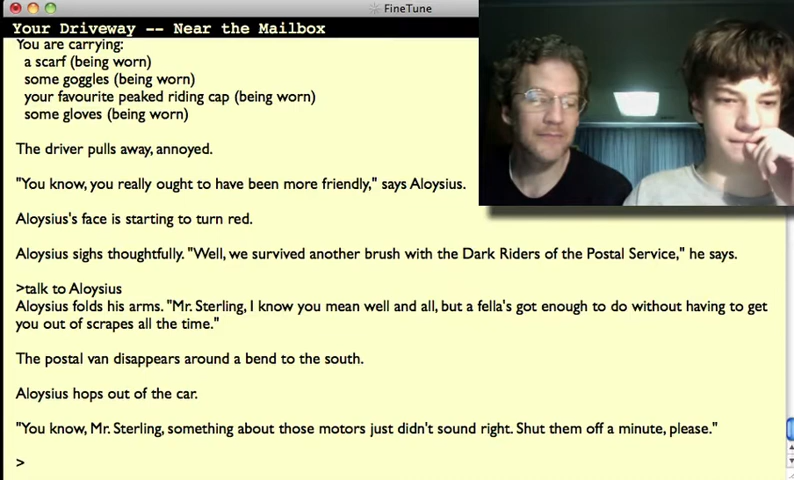 FineTune
Your Driveway -- Near the Mailbox
You are carrying:
a scarf (being worn)
some goggles (being worn)
your favourite peaked riding cap (being worn)
some gloves (being worn)
The driver pulls away, annoyed.
"You know, you really ought to have been more friendly," says Aloysius.
Aloysius's face is starting to turn red.
Aloysius sighs thoughtfully. "Well, we survived another brush with the Dark Riders of the Postal Service," he says.
>talk to Aloysius
Aloysius folds his arms. "Mr. Sterling, I know you mean well and all, but a fella's got enough to do without having to get
you out of scrapes all the time."
The postal van disappears around a bend to the south.
Aloysius hops out of the car.
"You know, Mr. Sterling, something about those motors just didn't sound right. Shut them off a minute, please."
>